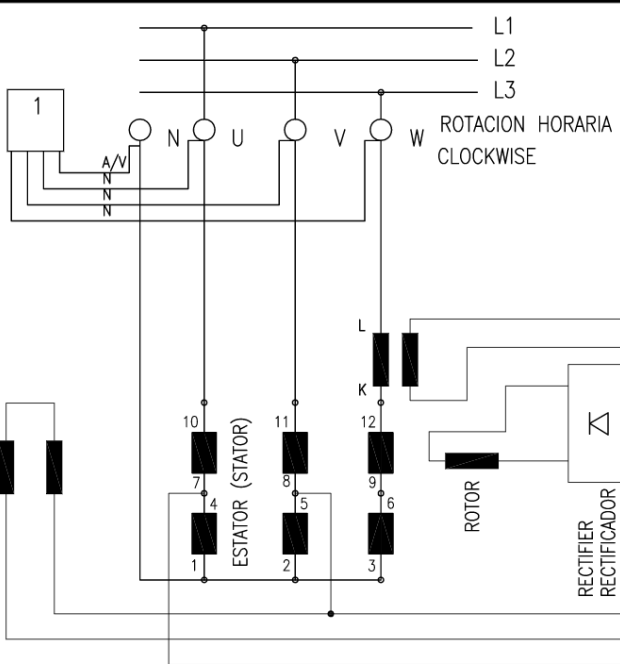 L1
L2
L3
1
N
U
V
W
ROTACION HORARIA
CLOCKWISE
A/V
N
N
N
L
K
10
11
12
7
8
9
4
5
6
1
2
3
ESTATOR (STATOR)
ROTOR
RECTIFIER
RECTIFICADOR